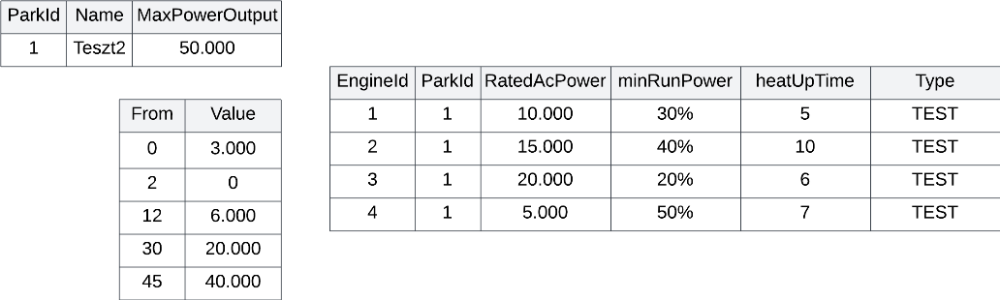 ParkId Name MaxPowerOutput
1 Teszt2 50.000
EngineId ParkId RatedAcPower minRunPower heatUpTime Type
1 1 10.000 30% 5 TEST
2 1 15.000 40% 10 TEST
3 1 20.000 20% 6 TEST
4 1 5.000 50% 7 TEST
From Value
0 3.000
2 0
12 6.000
30 20.000
45 40.000